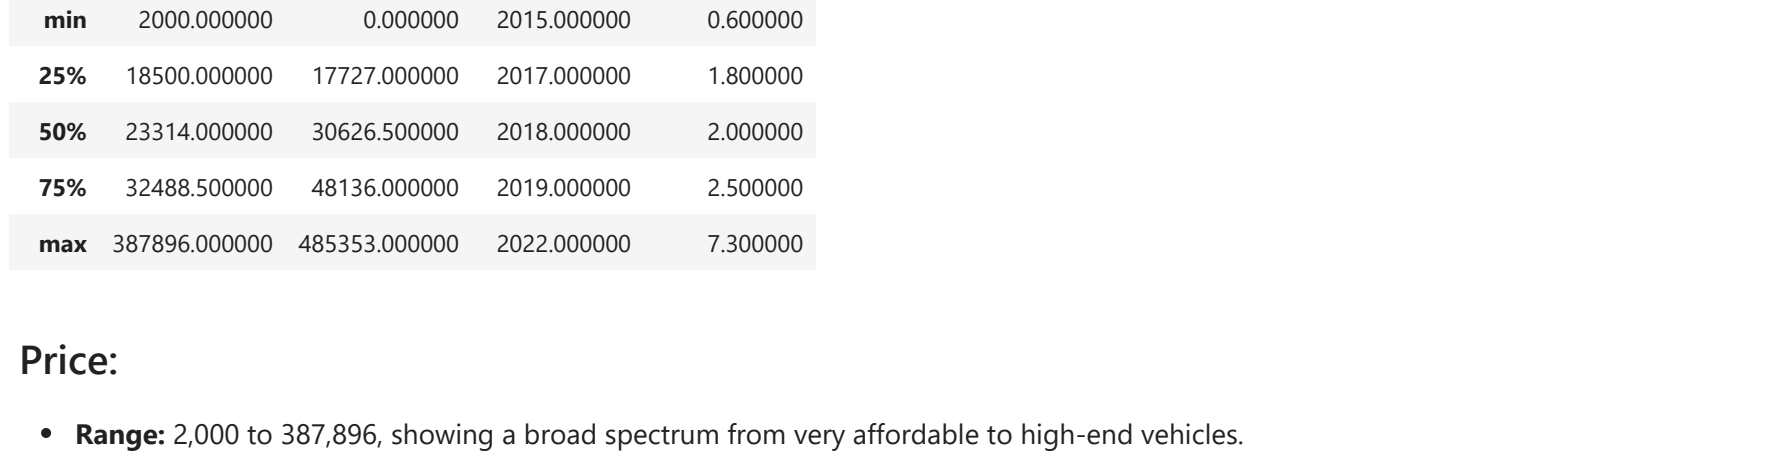 min 2000.000000 0.000000 2015.000000 0.600000
25% 18500.000000 17727.000000 2017.000000 1.800000
50% 23314.000000 30626.500000 2018.000000 2.000000
75% 32488.500000 48136.000000 2019.000000 2.500000
max 387896.000000 485353.000000 2022.000000 7.300000
Price:
• Range: 2,000 to 387,896, showing a broad spectrum from very affordable to high-end vehicles.